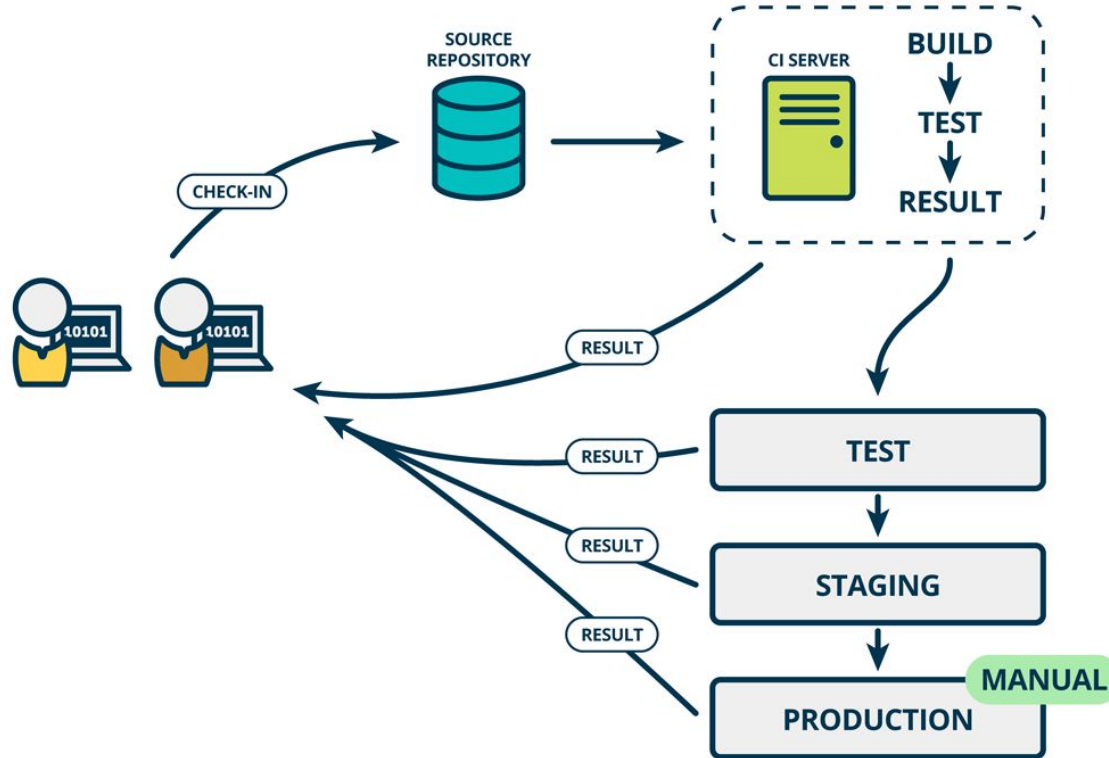 SOURCE
REPOSITORY
CI SERVER
BUILD
TEST
RESULT
CHECK-IN
10101
10101
RESULT
RESULT
TEST
RESULT
STAGING
RESULT
MANUAL
PRODUCTION